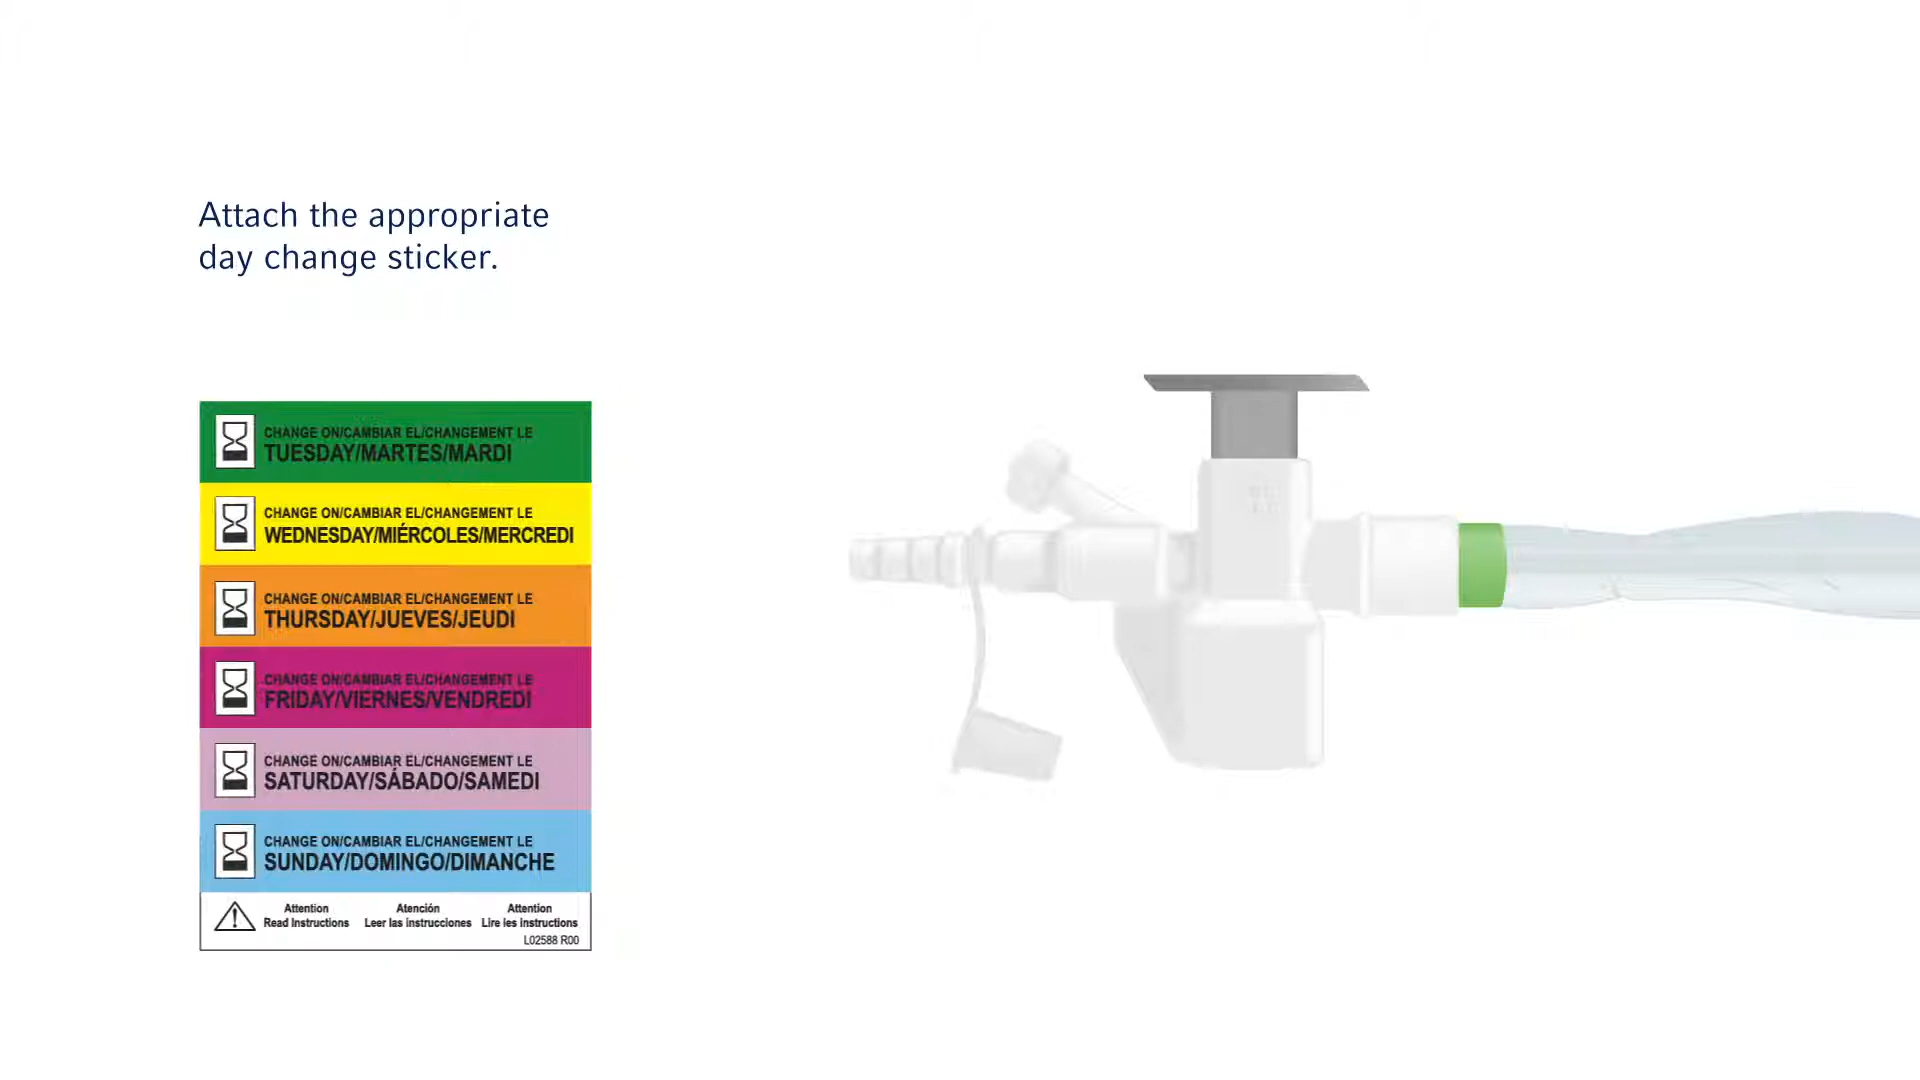 Attach the appropriate
day change sticker.
CHANGE ON/CAMBIAR EL/CHANGEMENT LE
TUESDAY/MARTES/MARDI
CHANGE ON/CAMBIAR EL/CHANGEMENT LE
WEDNESDAY/MIÉRCOLES/MERCREDI
CHANGE ON/CAMBIAR EL/CHANGEMENT LE
THURSDAY/JUEVES/JEUDI
CHANGE ON/CAMBIAR EL/CHANGEMENT LE
FRIDAY/VIERNES/VENDREDI
CHANGE ON/CAMBIAR EL/CHANGEMENT LE
SATURDAY/SÁBADO/SAMEDI
CHANGE ON/CAMBIAR EL/CHANGEMENT LE
SUNDAY/DOMINGO/DIMANCHE
Attention Atención Attention
Read Instructions Leer las instrucciones Lire les instructions
L02588 R00